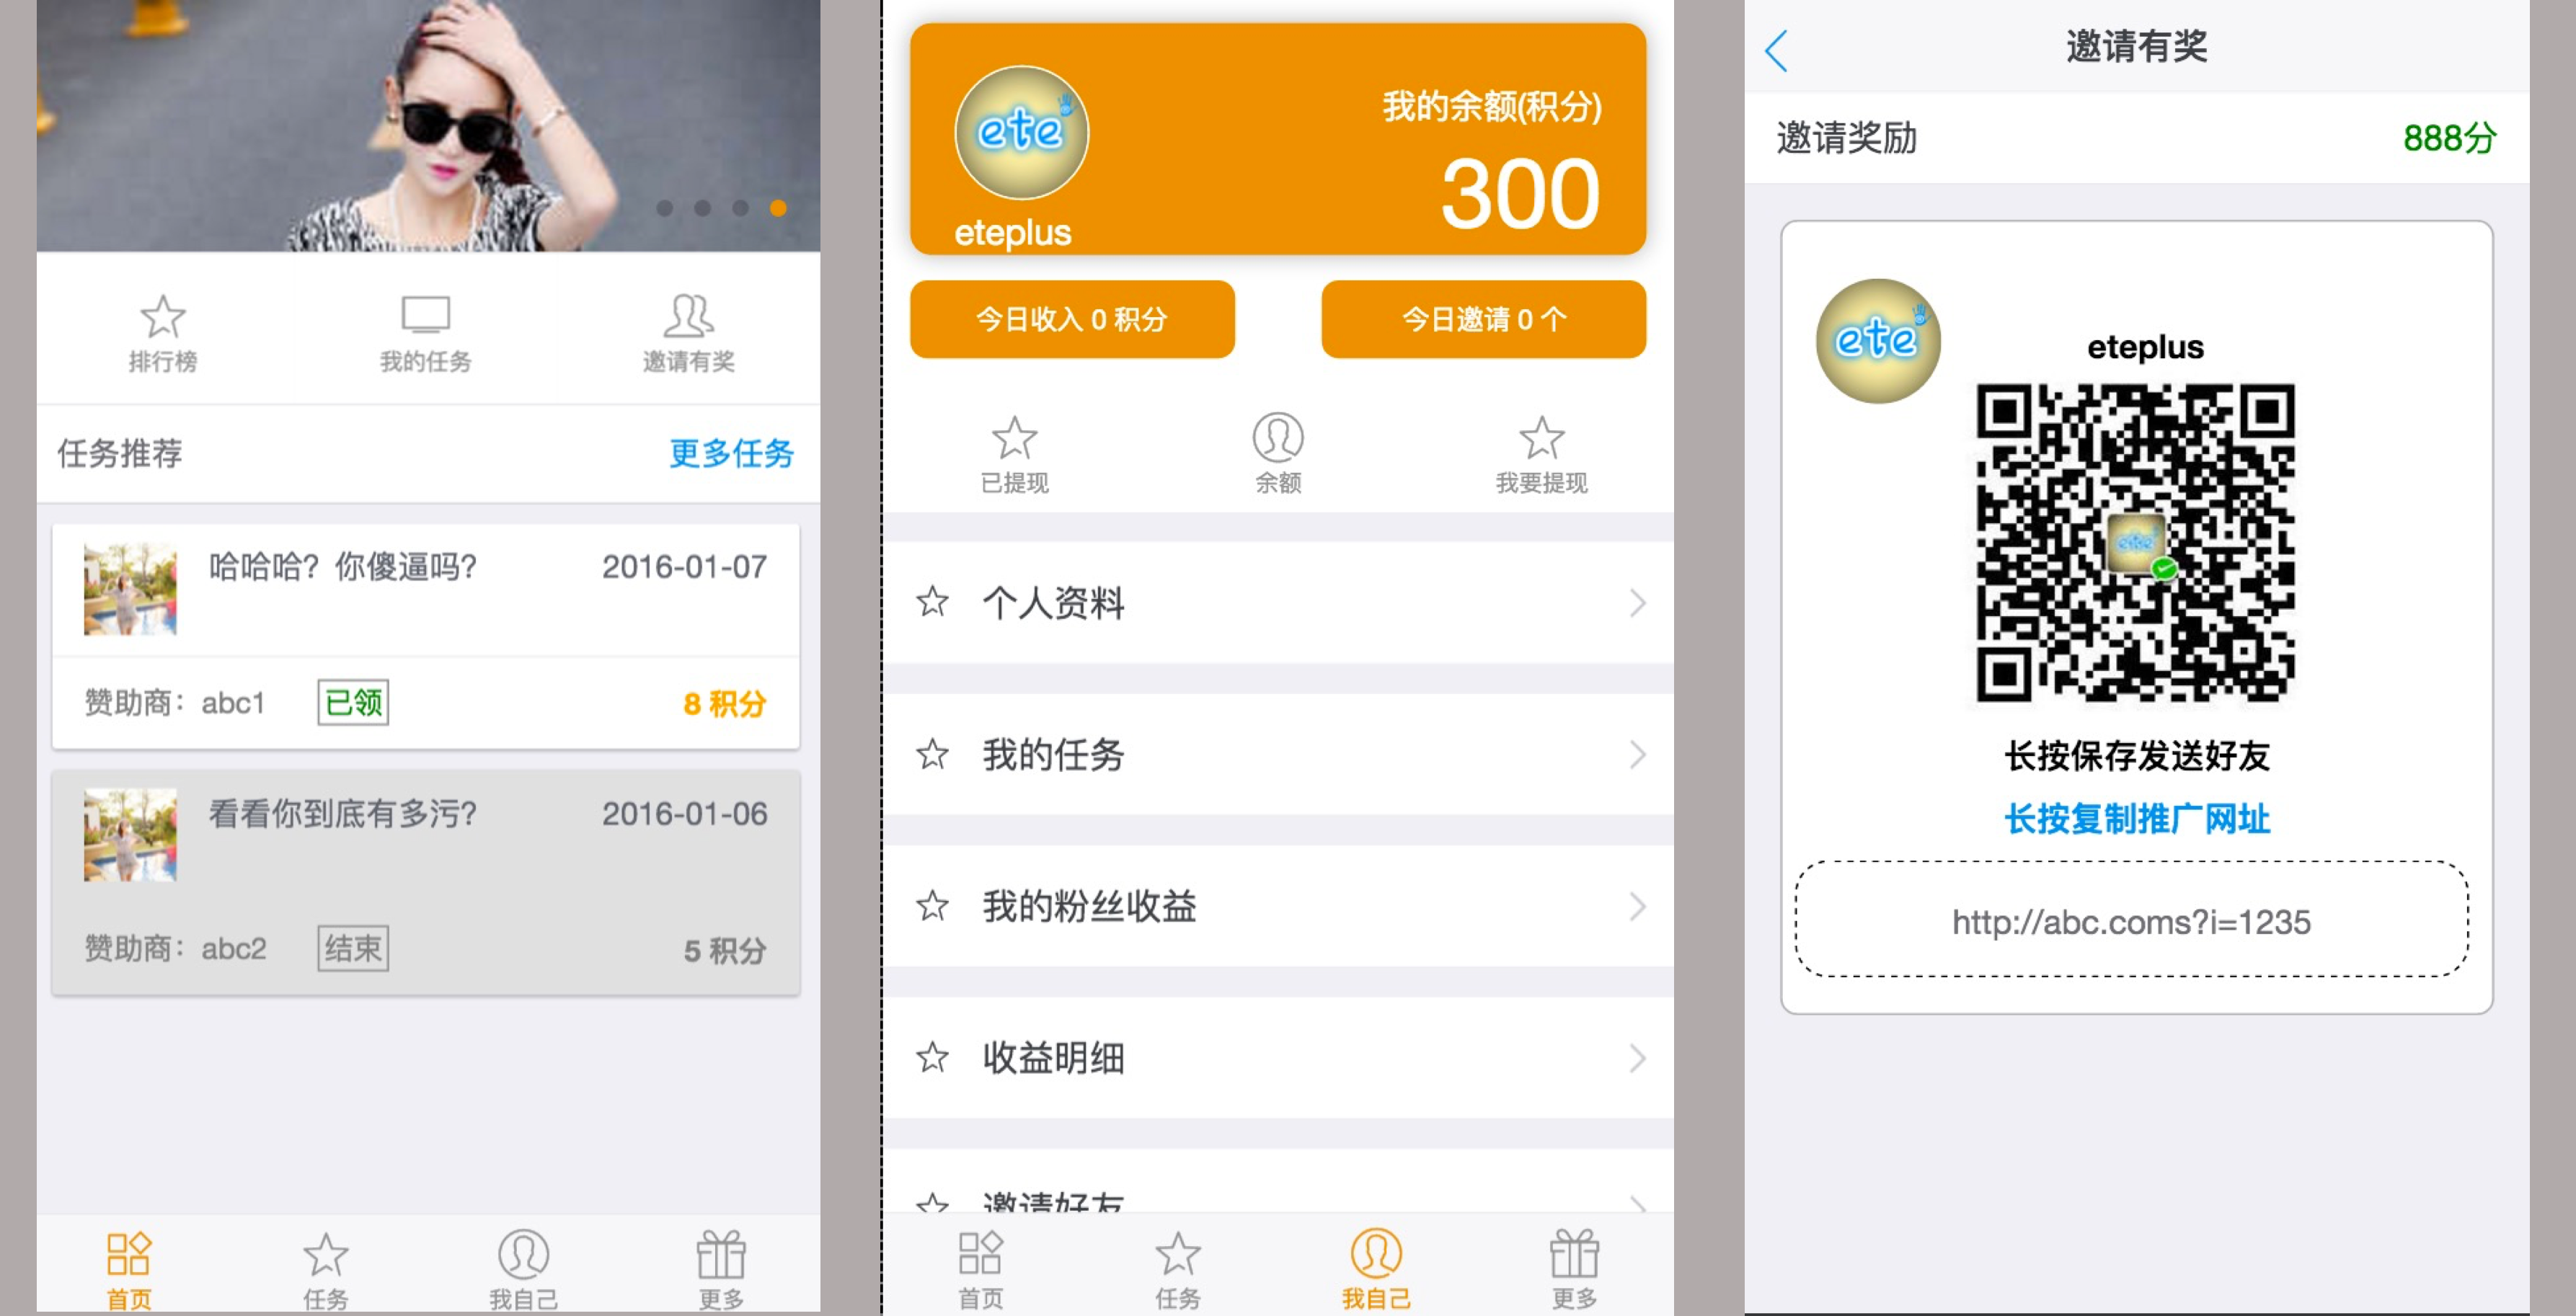 排行榜
我的任务
邀请有奖
任务推荐
更多任务
哈哈哈？你傻逼吗？
2016-01-07
赞助商：abc1
已领
8 积分
看看你到底有多污？
2016-01-06
赞助商：abc2
结束
5 积分
首页
任务
我自己
更多
ete
我的余额(积分)
300
eteplus
今日收入 0 积分
今日邀请 0 个
已提现
余额
我要提现
个人资料
我的任务
我的粉丝收益
收益明细
邀请好友
首页
任务
我自己
更多
邀请有奖
邀请奖励
888分
ete
eteplus
ete
长按保存发送好友
长按复制推广网址
http://abc.coms?i=1235